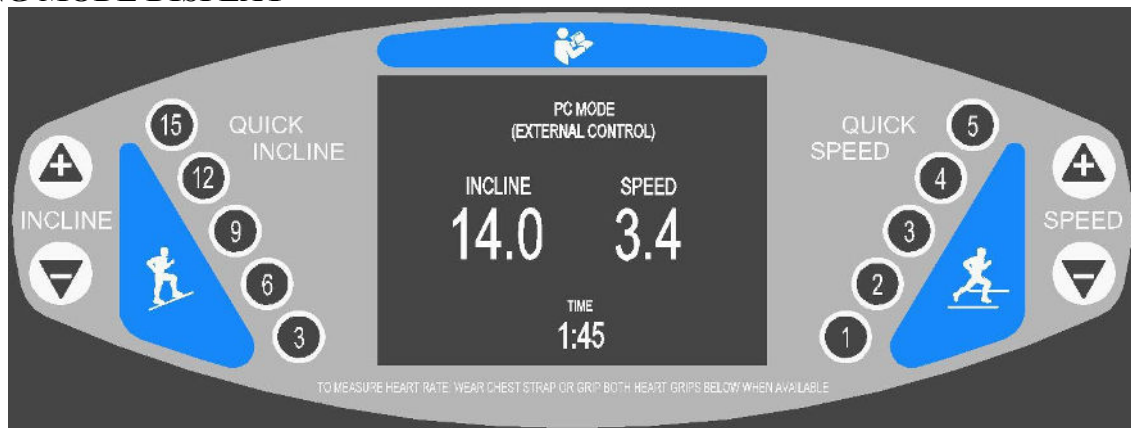 MODE DISPLAY
PC MODE
(EXTERNAL CONTROL)
INCLINE SPEED
14.0 3.4
TIME
1:45
QUICK
INCLINE
15
12
9
6
3
+
INCLINE
−
QUICK
SPEED
5
4
3
2
1
+
SPEED
−
TO MEASURE HEART RATE, WEAR CHEST STRAP OR GRIP BOTH HEART GRIPS BELOW WHEN AVAILABLE